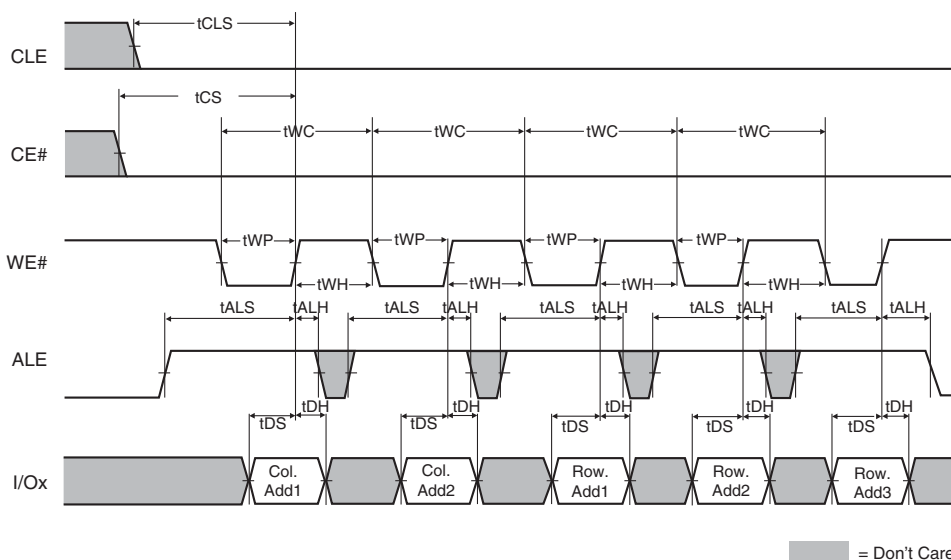 tCLS
CLE
tCS
tWC tWC tWC tWC
CE#
tWP tWP tWP tWP
WE#
tWH tWH tWH tWH
tALS tALH tALS tALH tALS tALH tALS tALH tALS tALH
ALE
tDH tDH tDH tDH tDH
tDS tDS tDS tDS tDS
I/Ox
Col. Add1
Col. Add2
Row. Add1
Row. Add2
Row. Add3
= Don't Care